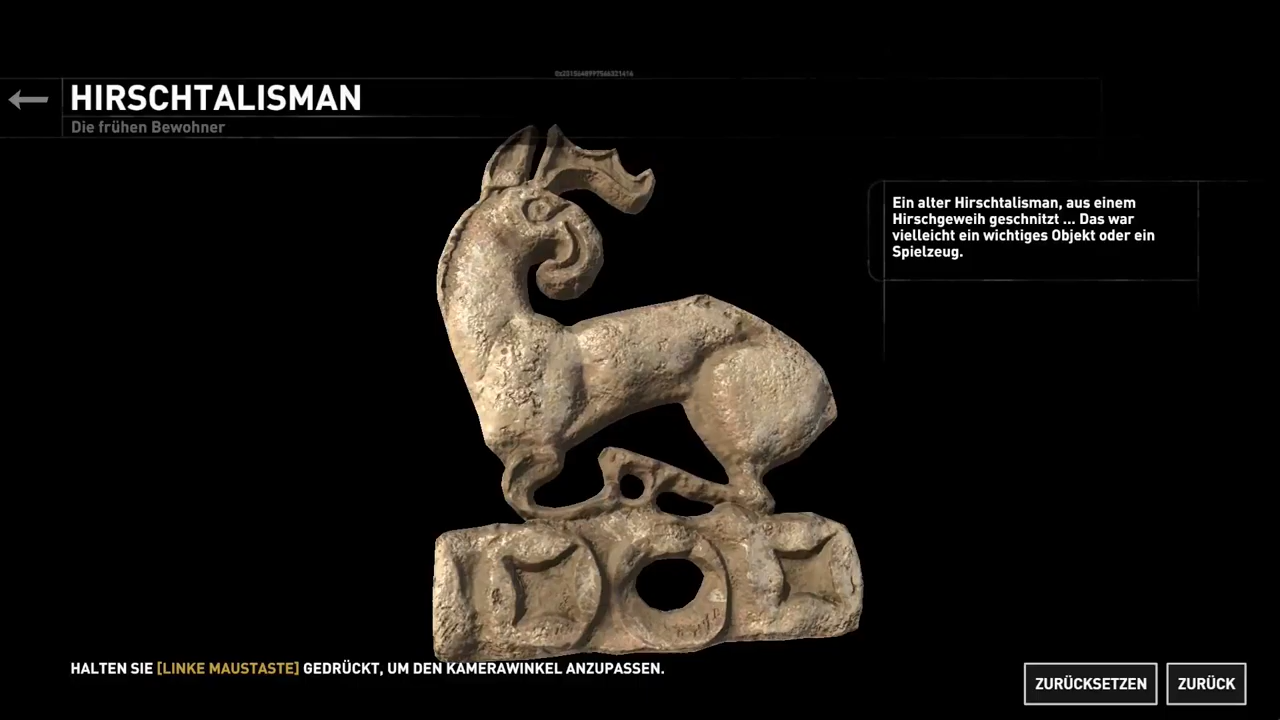 HIRSCHTALISMAN
Die frühen Bewohner
Ein alter Hirschtalisman, aus einem
Hirschgeweih geschnitzt ... Das war
vielleicht ein wichtiges Objekt oder ein
Spielzeug.
HALTEN SIE [LINKE MAUSTASTE] GEDRÜCKT, UM DEN KAMERAWINKEL ANZUPASSEN.
ZURÜCKSETZEN
ZURÜCK